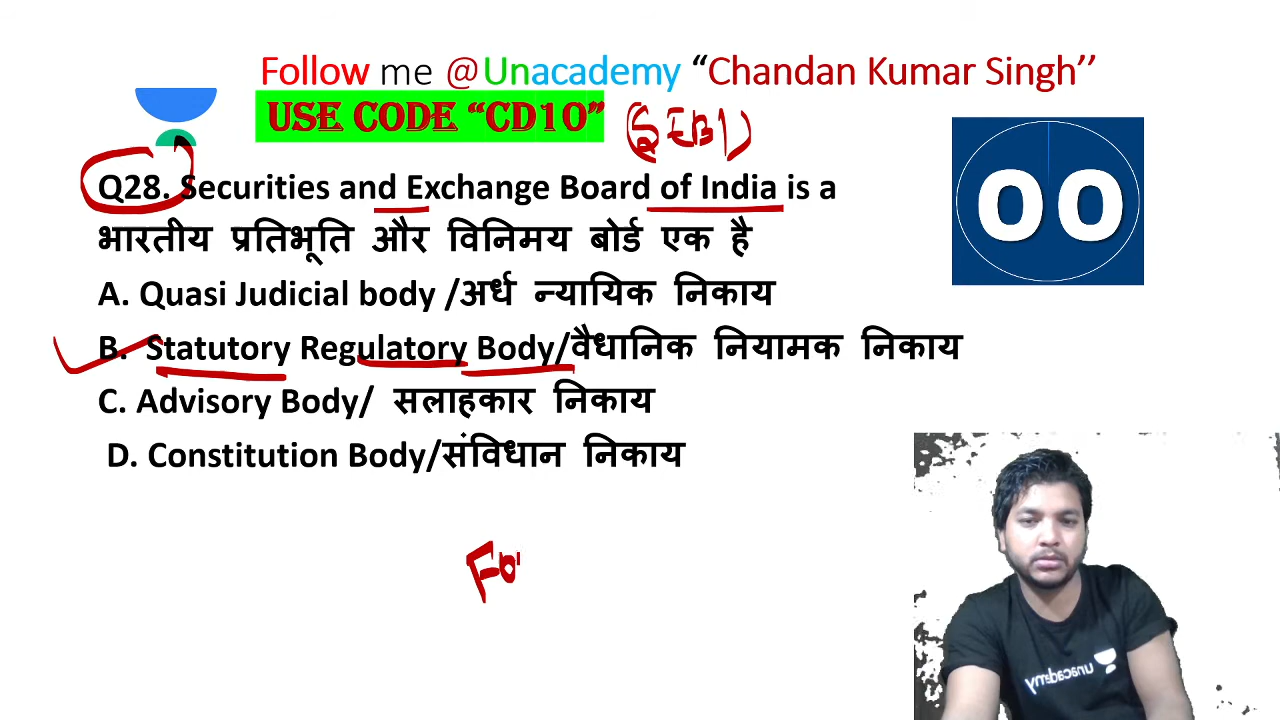 Follow me @Unacademy “Chandan Kumar Singh’’
USE CODE “CD10”
(SEBI)
Q28. Securities and Exchange Board of India is a
भारतीय प्रतिभूति और विनिमय बोर्ड एक है
A. Quasi Judicial body /अर्ध न्यायिक निकाय
B. Statutory Regulatory Body/वैधानिक नियामक निकाय
C. Advisory Body/ सलाहकार निकाय
D. Constitution Body/संविधान निकाय
00
Fo
unacademy